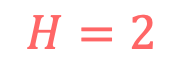 H = 2